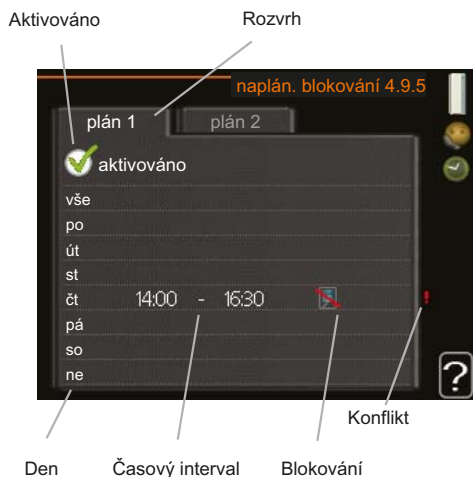 Aktivováno Rozvrh
naplán. blokování 4.9.5
plán 1 plán 2
aktivováno
vše
po
út
st
čt 14:00 - 16:30
pá
so
ne
?
Konflikt
Den Časový interval Blokování